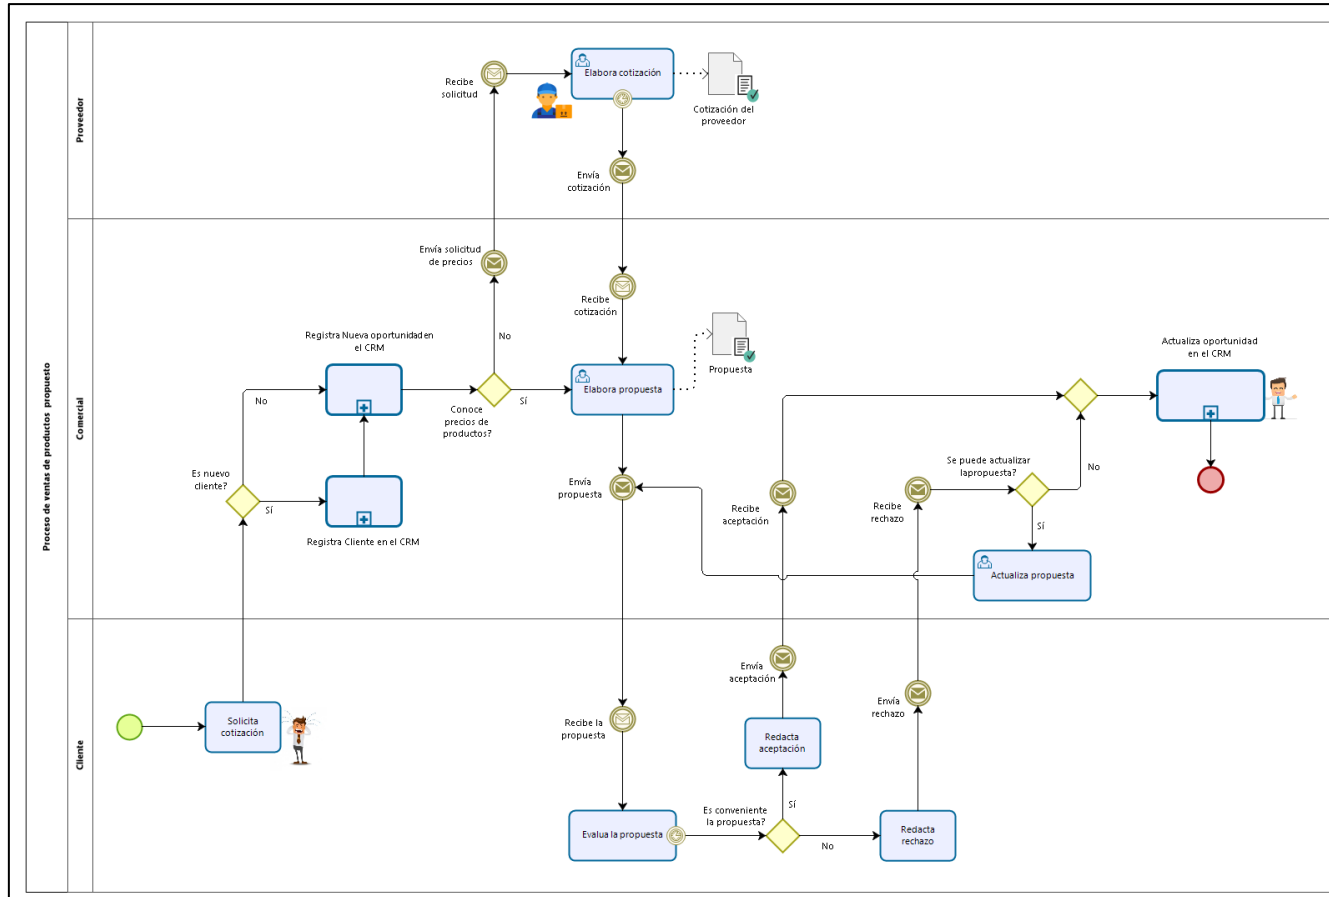 Proceso de ventas de productos propuesto
Proveedor
Recibe
solicitud
Elabora cotización
Cotización del
proveedor
Envía
cotización
Comercial
Envía solicitud
de precios
Recibe
cotización
Registra Nueva oportunidad en
el CRM
No
No
Conoce
precios de
productos?
Sí
Elabora propuesta
Propuesta
Actualiza oportunidad
en el CRM
Es nuevo
cliente?
Sí
Registra Cliente en el CRM
Envía
propuesta
Recibe
aceptación
Recibe
rechazo
Se puede actualizar
lapropuesta?
No
Sí
Actualiza propuesta
Cliente
Solicita
cotización
Recibe la
propuesta
Envía
aceptación
Envía
rechazo
Redacta
aceptación
Evalua la propuesta
Es conveniente
la propuesta?
Sí
No
Redacta
rechazo